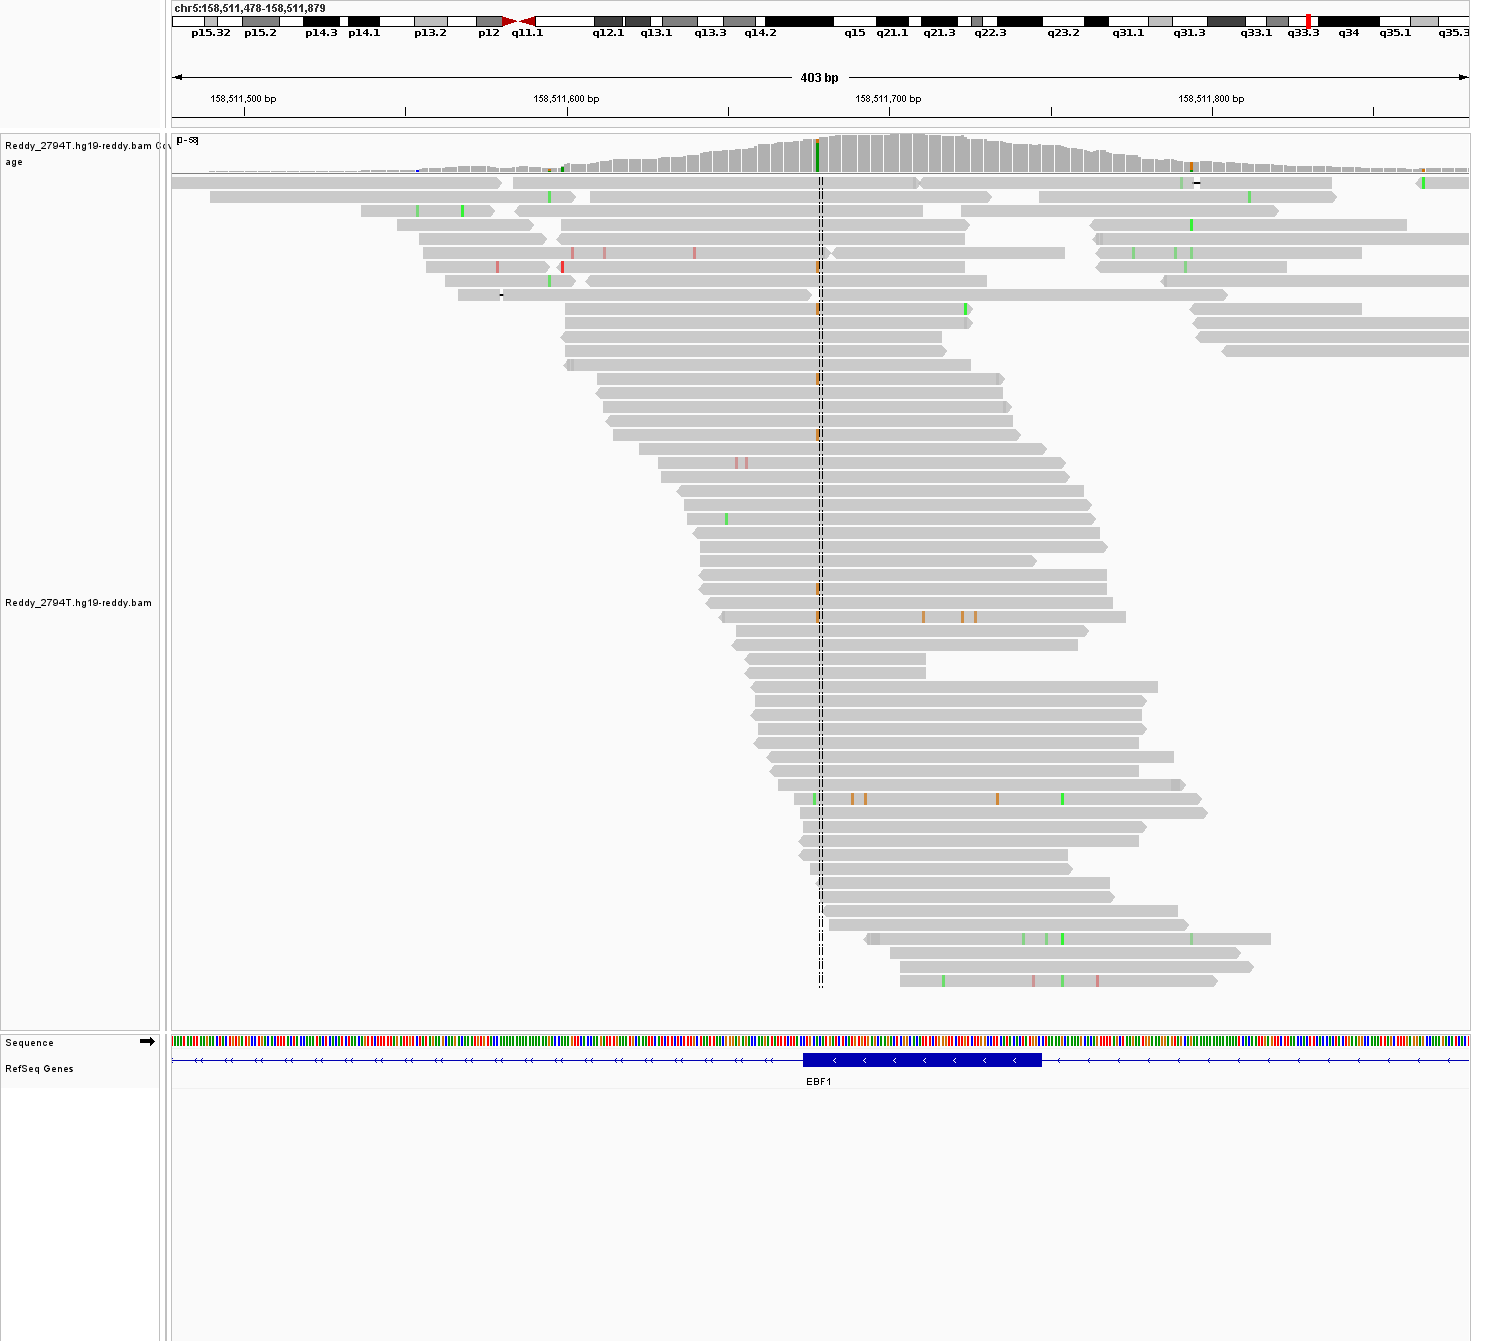 chr5:158,511,478-158,511,879
p15.32 p15.2 p14.3 p14.1 p13.2 p12 q11.1 q12.1 q13.1 q13.3 q14.2 q15 q21.1 q21.3 q22.3 q23.2 q31.1 q31.3 q33.1 q33.3 q34 q35.1 q35.3
403 bp
158,511,500 bp 158,511,600 bp 158,511,700 bp 158,511,800 bp
Reddy_2794T.hg19-reddy.bam Cov
age
Reddy_2794T.hg19-reddy.bam
Sequence
RefSeq Genes
EBF1